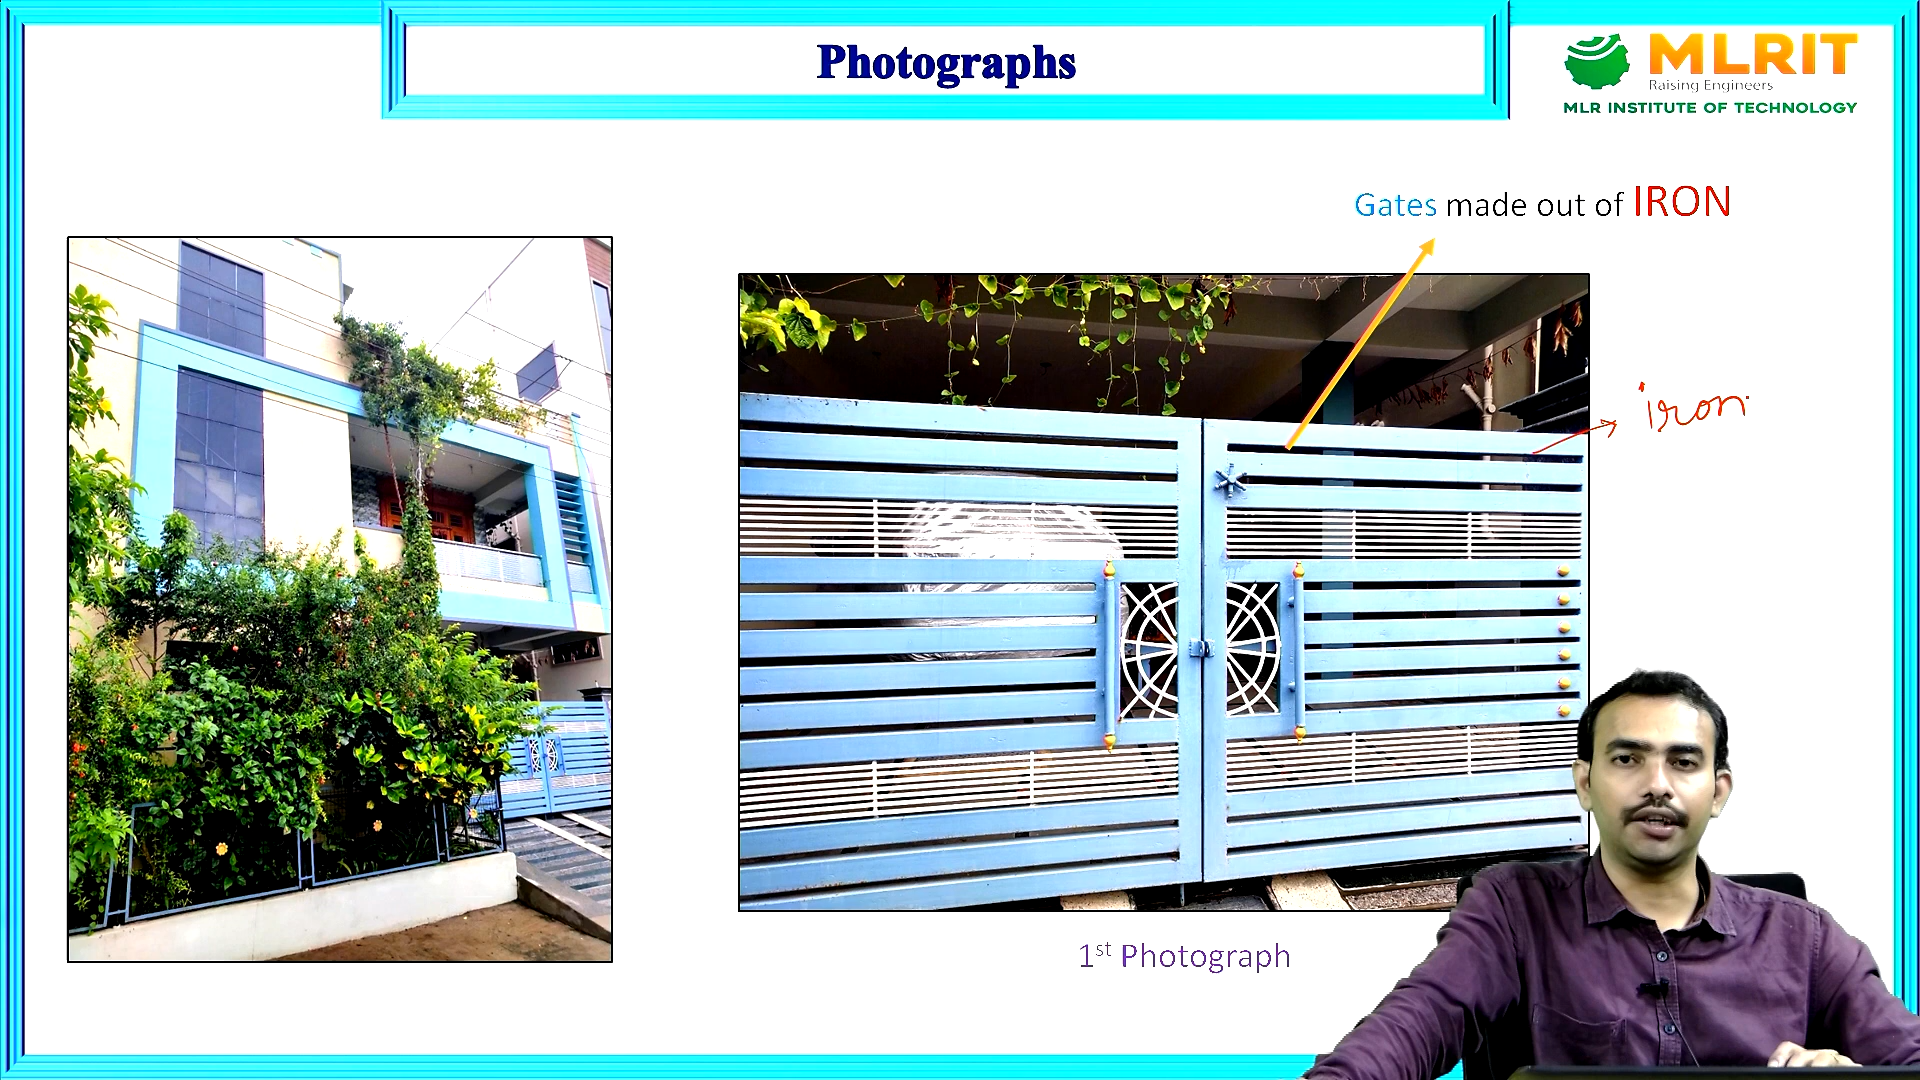 Photographs
MLRIT
Raising Engineers
MLR INSTITUTE OF TECHNOLOGY
Gates made out of IRON
iron
1st Photograph